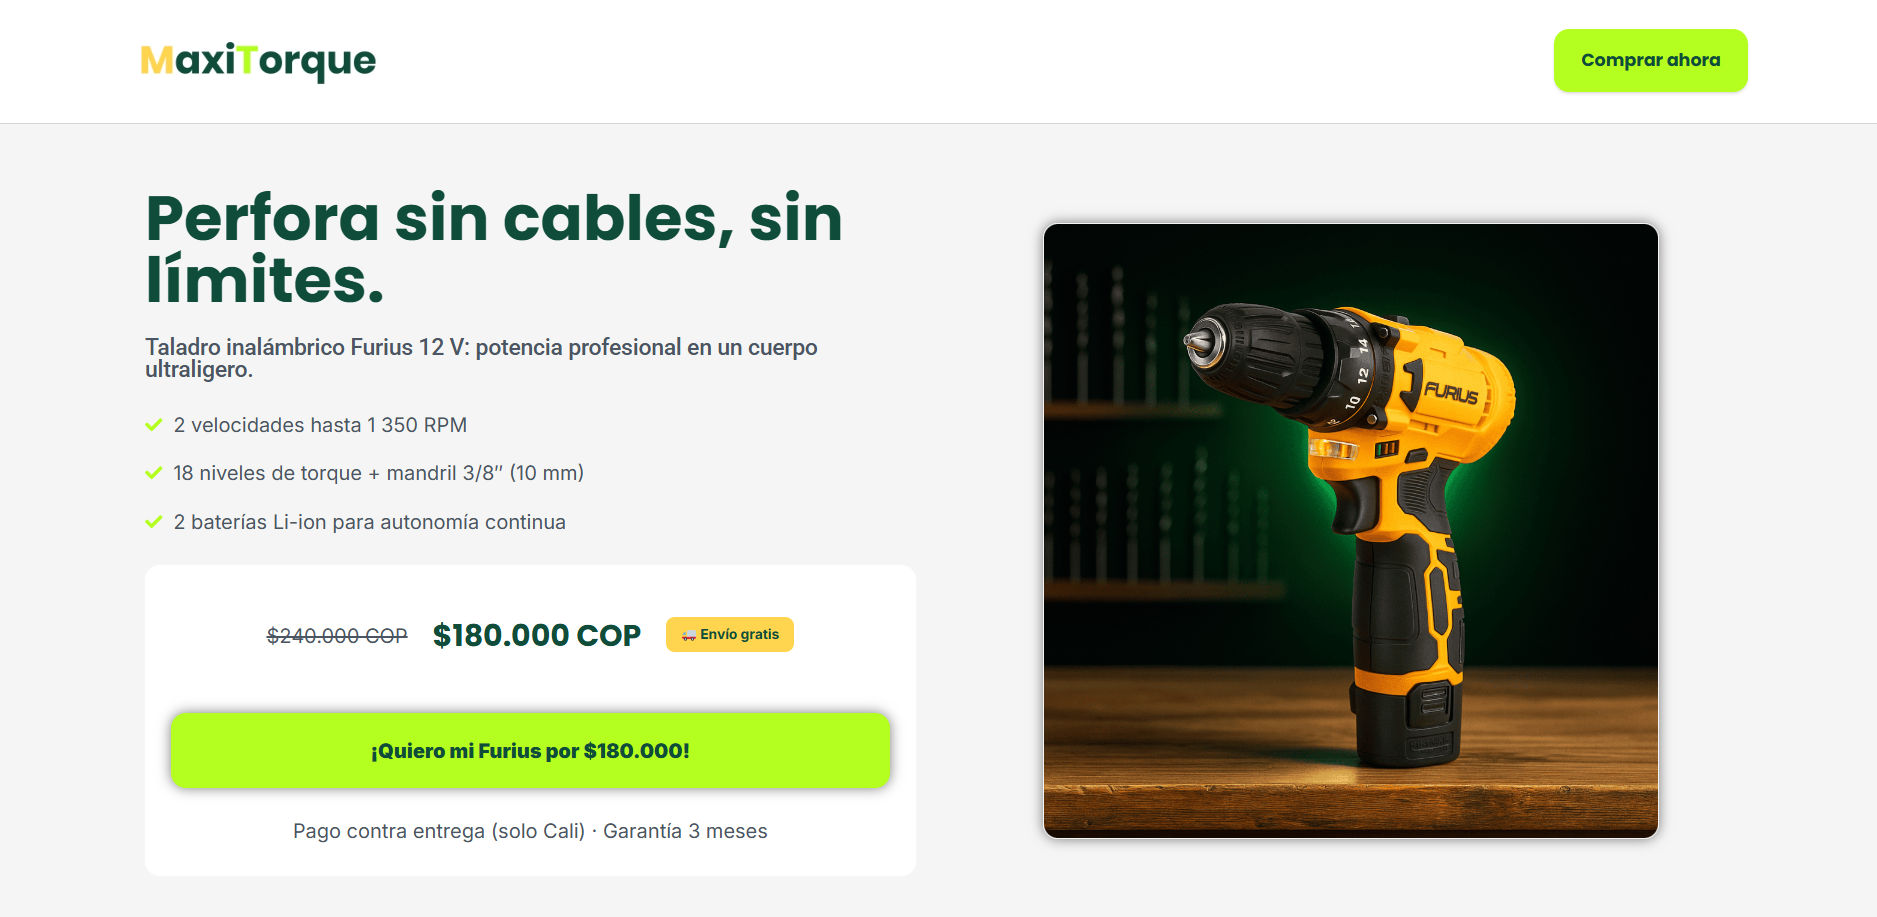 MaxiTorque
Comprar ahora
Perfora sin cables, sin
límites.
Taladro inalámbrico Furius 12 V: potencia profesional en un cuerpo
ultraligero.
2 velocidades hasta 1 350 RPM
18 niveles de torque + mandril 3/8″ (10 mm)
2 baterías Li-ion para autonomía continua
$240.000 COP
$180.000 COP
🚚 Envío gratis
¡Quiero mi Furius por $180.000!
Pago contra entrega (solo Cali) · Garantía 3 meses
FURIUS
14
12
10